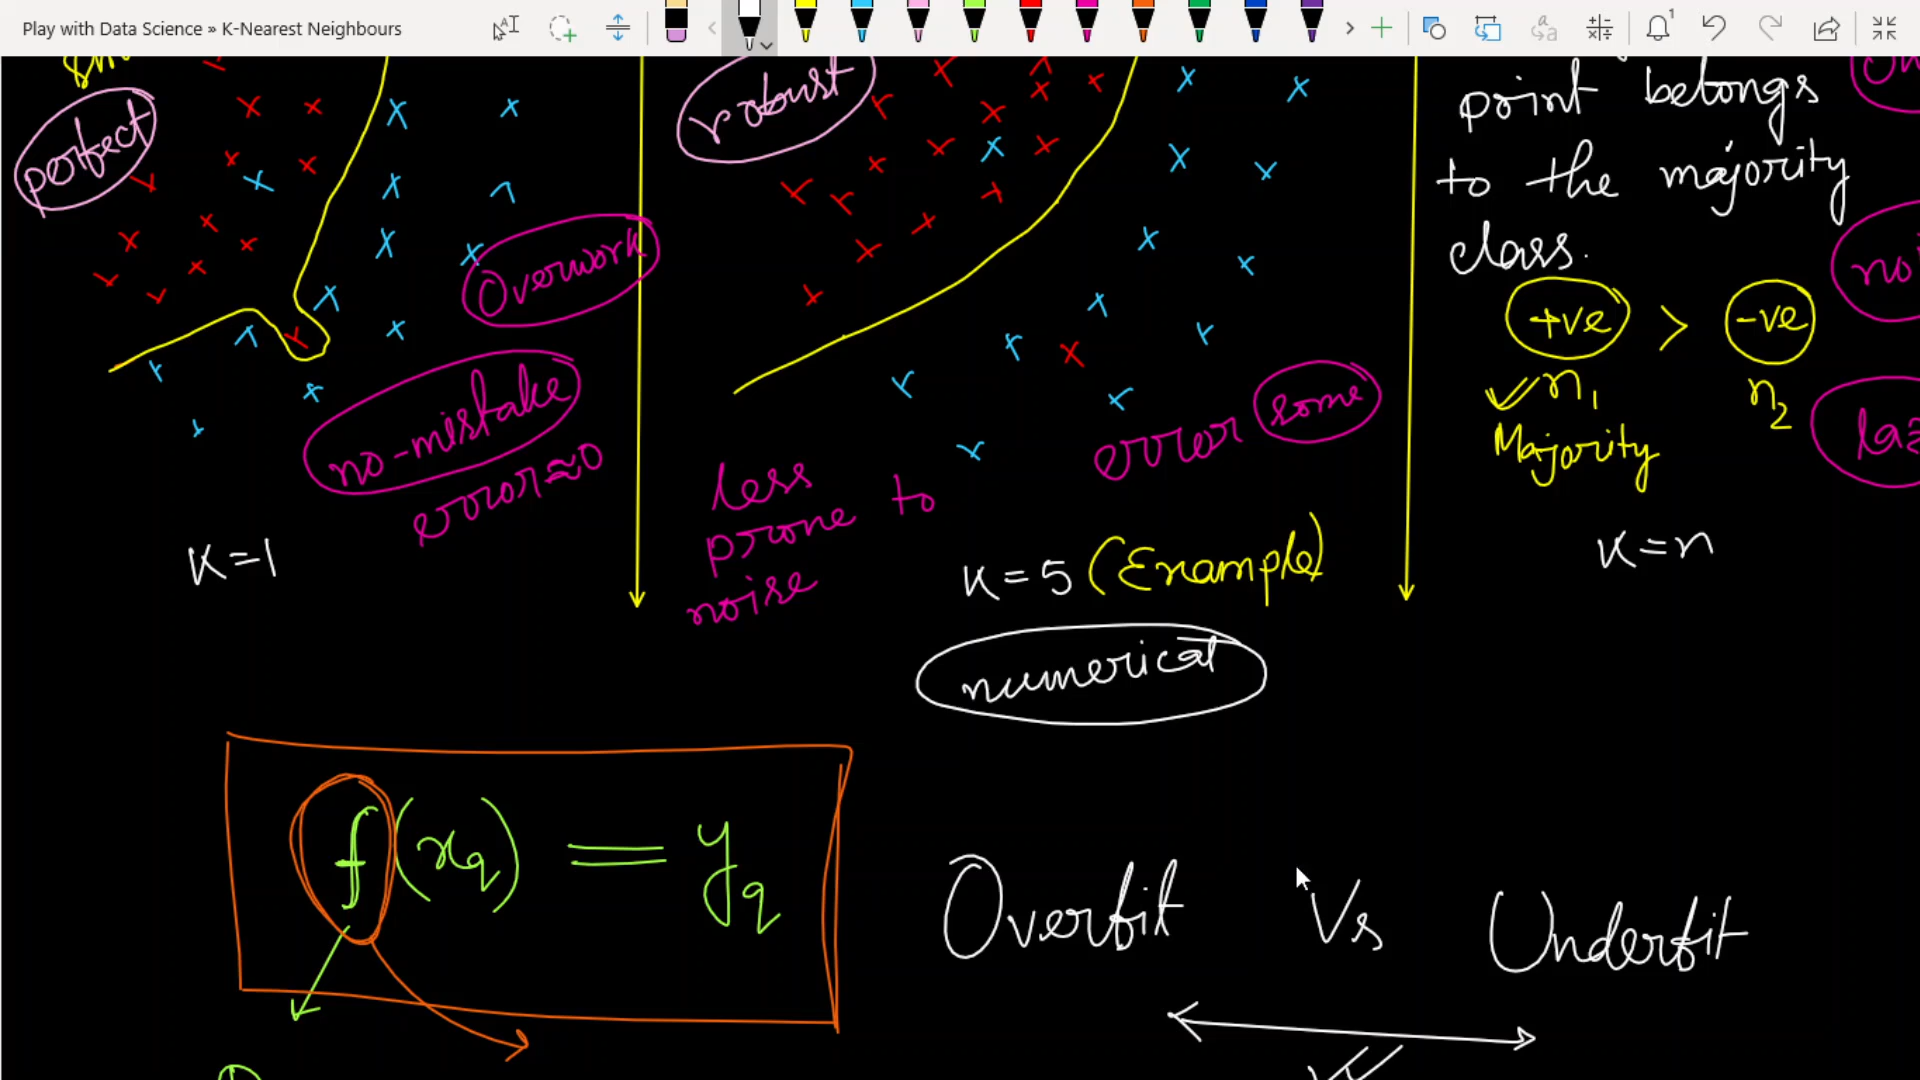 Play with Data Science » K-Nearest Neighbours
perfect
Overwork
no-mistake
error≈0
K=1
robust
error some
less
prone to
noise
K=5 (Example)
numerical
point belongs
to the majority
class.
+ve > -ve
n1 n2
Majority
K=n
f(xq) = yq
Overfit Vs Underfit